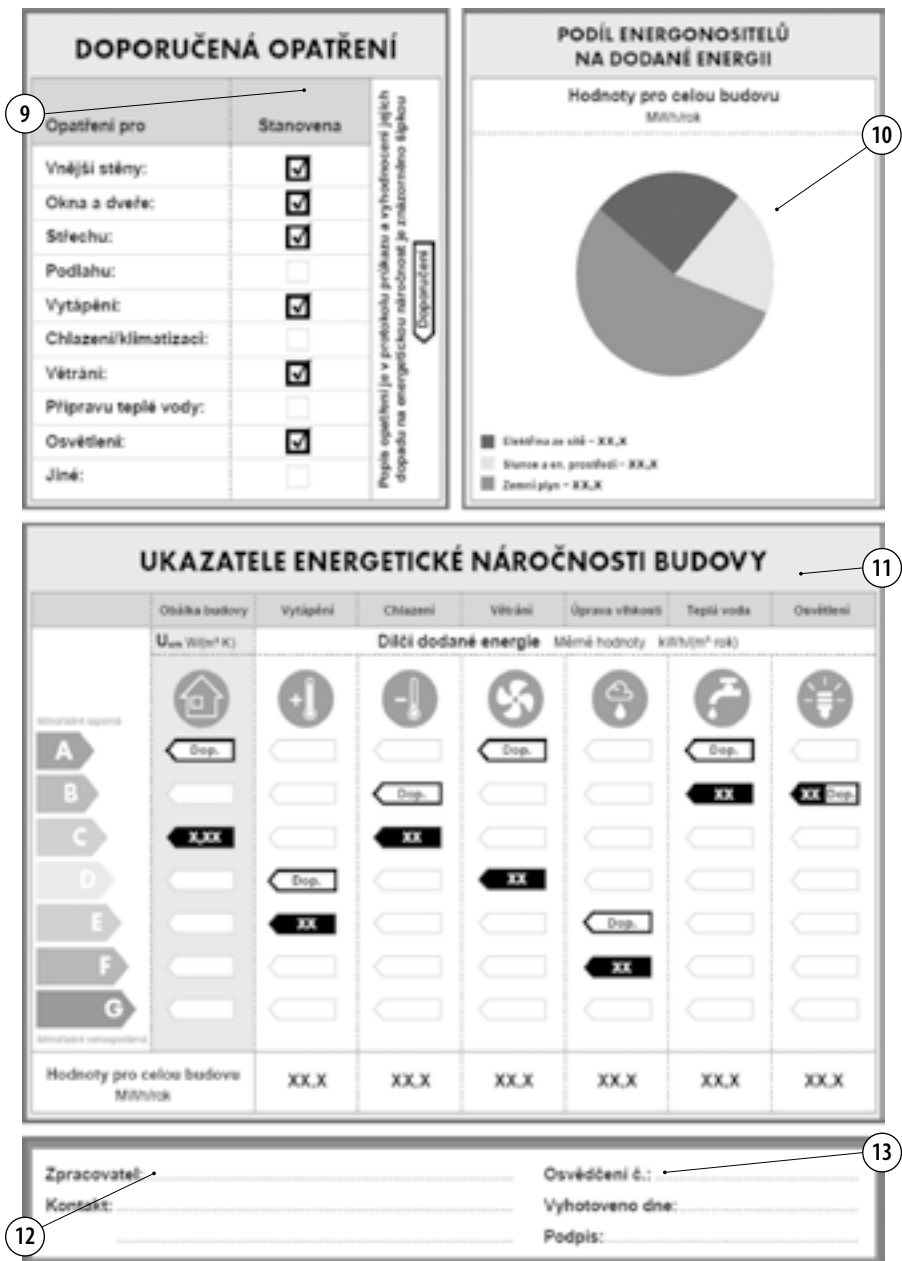 DOPORUČENÁ OPATŘENÍ
9
Opatření pro
Stanovena
Vnější stěny:
Okna a dveře:
Střechu:
Podlahu:
Vytápění:
Chlazení/klimatizaci:
Větrání:
Přípravu teplé vody:
Osvětlení:
Jiné:
Popis opatření je v protokolu průkazu a vyhodnocení jejich
dopadu na energetickou náročnost je znázorněno šipkou
Doporučení
PODÍL ENERGONOSITELŮ
NA DODANÉ ENERGII
Hodnoty pro celou budovu
MWh/rok
10
Elektřina ze sítě – XX,X
Slunce a en. prostředí – XX,X
Zemní plyn – XX,X
UKAZATELE ENERGETICKÉ NÁROČNOSTI BUDOVY
11
Obálka budovy Vytápění Chlazení Větrání Úprava vlhkosti Teplá voda Osvětlení
Uem W/(m²·K) Dílčí dodané energie Měrné hodnoty kWh/(m²·rok)
Mimořádně úsporná
A Dop. Dop. Dop.
B Dop. XX XX Dop.
C X,XX XX
D Dop. XX
E XX Dop.
F XX
G
Mimořádně nehospodárná
Hodnoty pro celou budovu
MWh/rok
XX,X XX,X XX,X XX,X XX,X XX,X
Zpracovatel:
Kontakt:
12
Osvědčení č.:
Vyhotoveno dne:
Podpis:
13